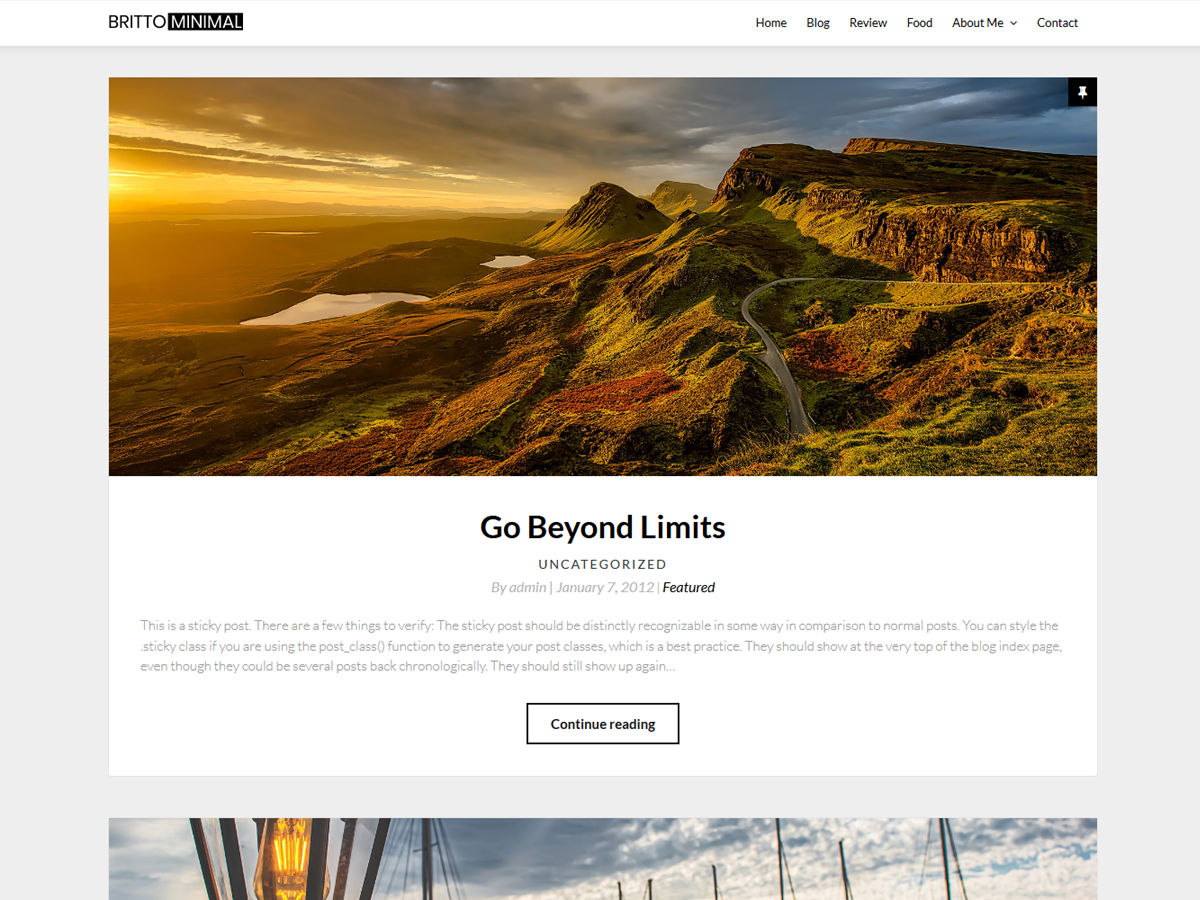 BRITTO MINIMAL
Home Blog Review Food About Me Contact
Go Beyond Limits
UNCATEGORIZED
By admin | January 7, 2012 | Featured
This is a sticky post. There are a few things to verify: The sticky post should be distinctly recognizable in some way in comparison to normal posts. You can style the
.sticky class if you are using the post_class() function to generate your post classes, which is a best practice. They should show at the very top of the blog index page,
even though they could be several posts back chronologically. They should still show up again...
Continue reading